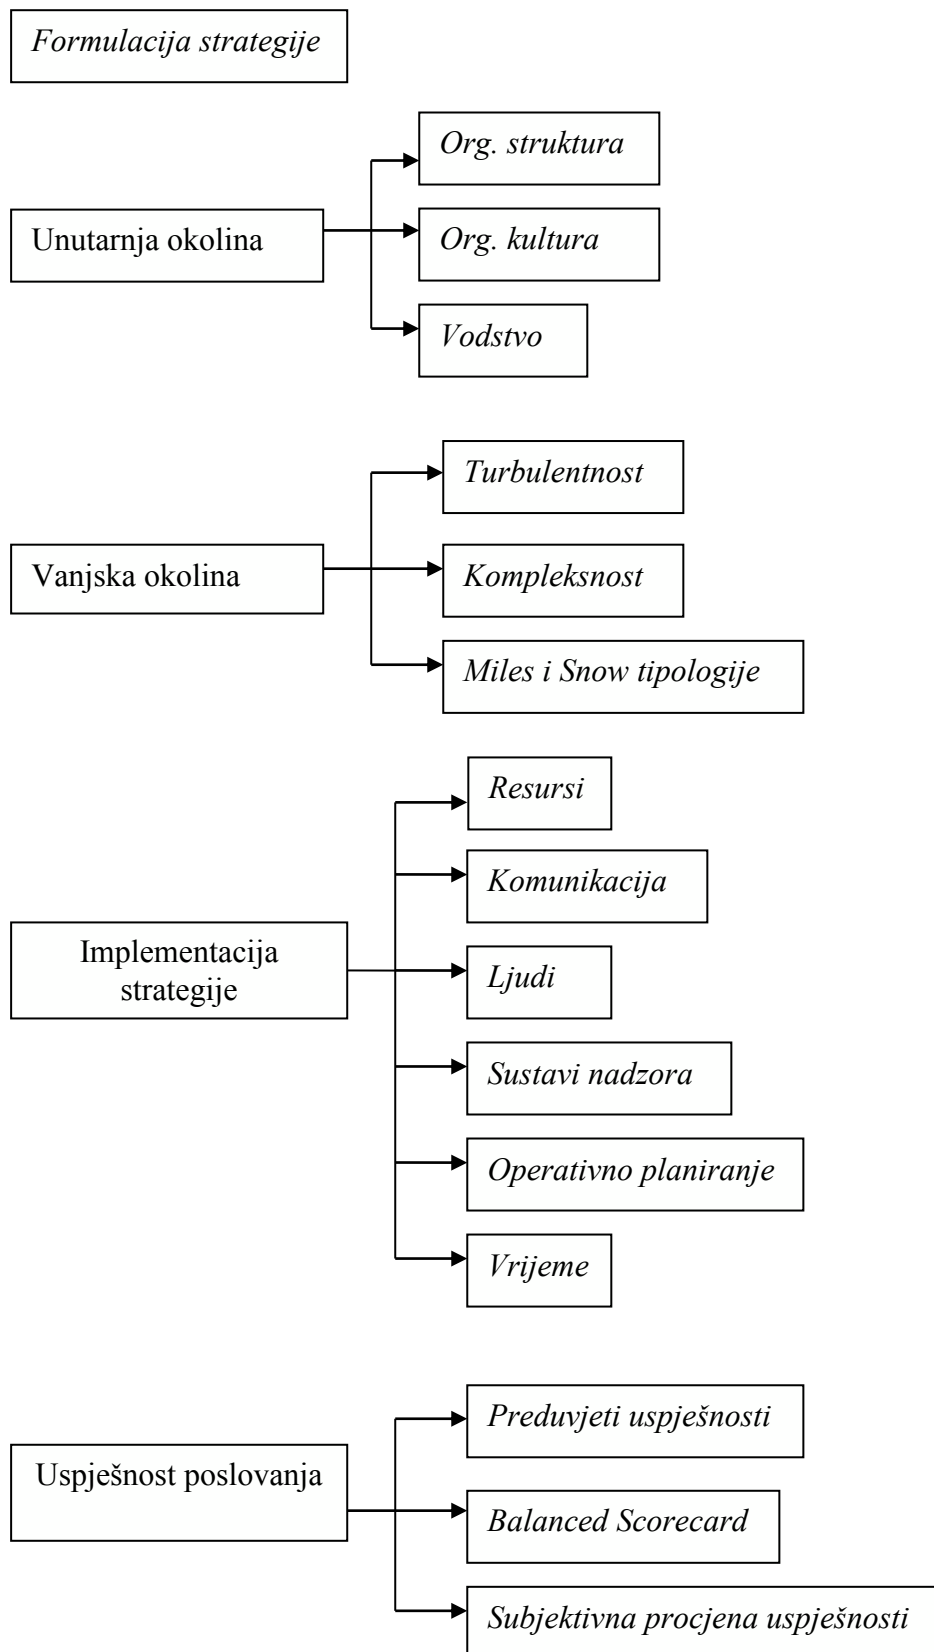 Formulacija strategije
Org. struktura
Unutarnja okolina
Org. kultura
Vodstvo
Turbulentnost
Vanjska okolina
Kompleksnost
Miles i Snow tipologije
Resursi
Komunikacija
Implementacija
strategije
Ljudi
Sustavi nadzora
Operativno planiranje
Vrijeme
Preduvjeti uspješnosti
Uspješnost poslovanja
Balanced Scorecard
Subjektivna procjena uspješnosti